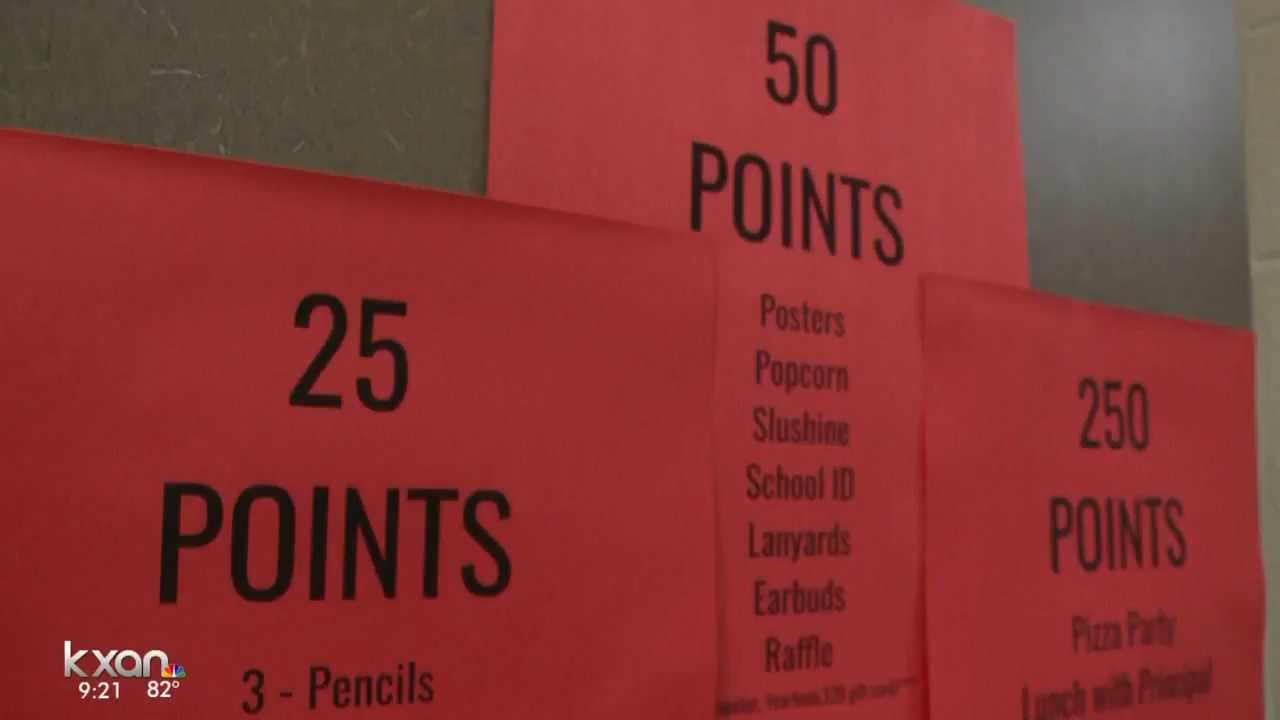 50
POINTS
Posters
Popcorn
Slushine
School ID
Lanyards
Earbuds
Raffle
25
POINTS
3 - Pencils
250
POINTS
Pizza Party
Lunch with Principal
kxan
9:21 82°